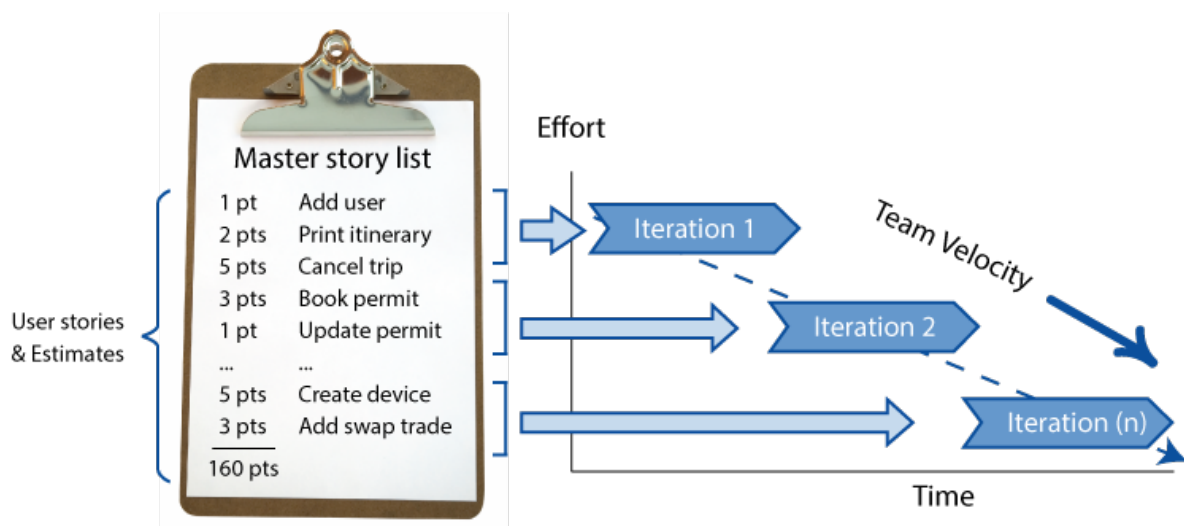 Master story list
1 pt Add user
2 pts Print itinerary
5 pts Cancel trip
3 pts Book permit
1 pt Update permit
... ...
5 pts Create device
3 pts Add swap trade
160 pts
User stories
& Estimates
Effort
Iteration 1
Iteration 2
Iteration (n)
Team Velocity
Time